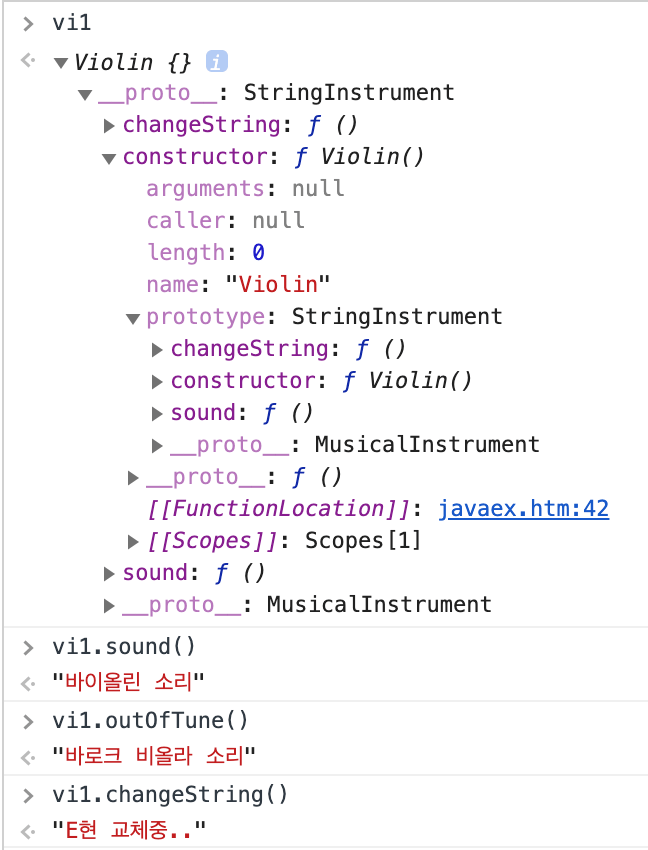 > vi1
Violin {} i
__proto__: StringInstrument
changeString: ƒ ()
constructor: ƒ Violin()
arguments: null
caller: null
length: 0
name: "Violin"
prototype: StringInstrument
changeString: ƒ ()
constructor: ƒ Violin()
sound: ƒ ()
__proto__: MusicalInstrument
__proto__: ƒ ()
[[FunctionLocation]]: javaex.htm:42
[[Scopes]]: Scopes[1]
sound: ƒ ()
__proto__: MusicalInstrument
> vi1.sound()
"바이올린 소리"
> vi1.outOfTune()
"바로크 비올라 소리"
> vi1.changeString()
"E현 교체중.."